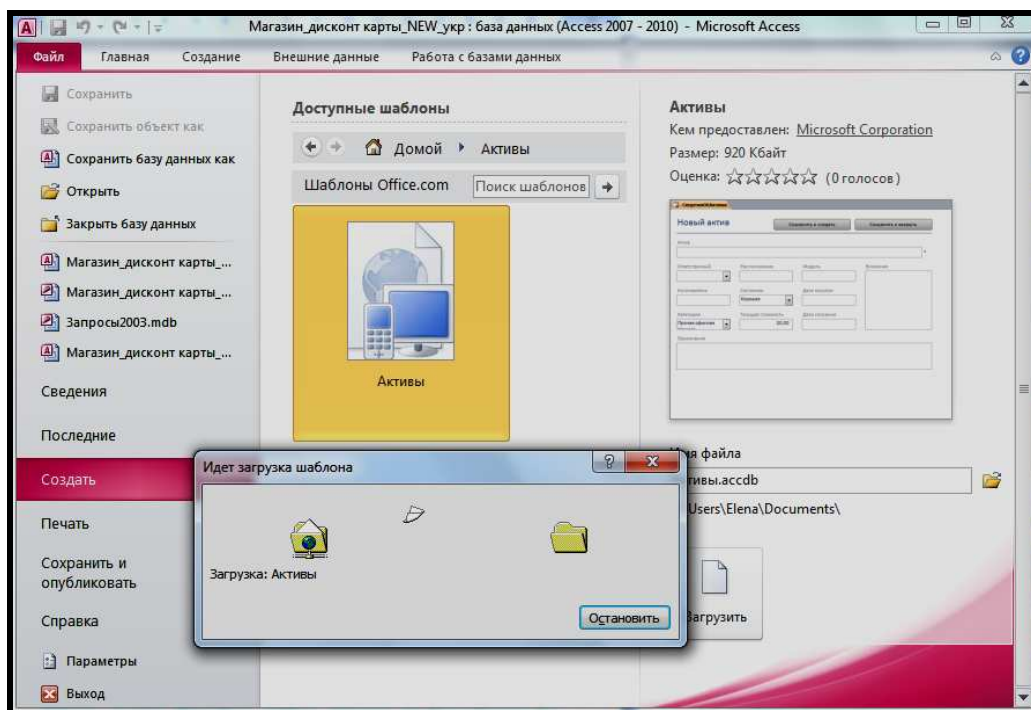 Магазин_дисконт карты_NEW_укр : база данных (Access 2007 - 2010) - Microsoft Access
Файл Главная Создание Внешние данные Работа с базами данных
Сохранить
Сохранить объект как
Сохранить базу данных как
Открыть
Закрыть базу данных
Магазин_дисконт карты_...
Магазин_дисконт карты_...
Запросы2003.mdb
Магазин_дисконт карты_...
Сведения
Последние
Создать
Печать
Сохранить и
опубликовать
Справка
Параметры
Выход
Доступные шаблоны
Домой Активы
Шаблоны Office.com Поиск шаблонов
Активы
Активы
Кем предоставлен: Microsoft Corporation
Размер: 920 Кбайт
Оценка: (0 голосов)
Новый актив
файла
.accdb
Users\Elena\Documents\
Загрузить
Идет загрузка шаблона
Загрузка: Активы
Остановить